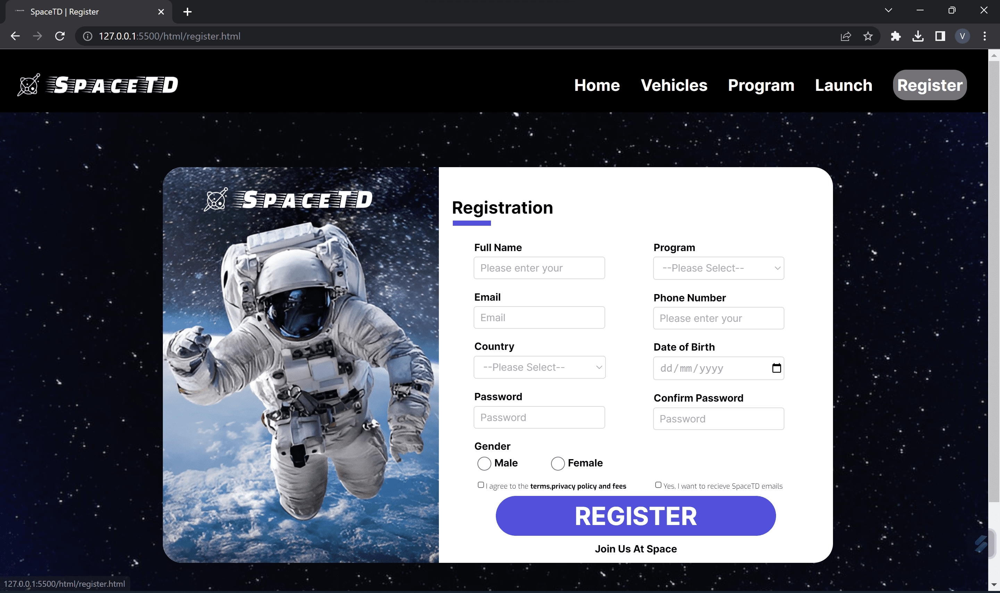 SpaceTD | Register
127.0.0.1:5500/html/register.html
V
SPACETD
Home Vehicles Program Launch Register
SPACETD
Registration
Full Name Program
Please enter your --Please Select--
Email Phone Number
Email Please enter your
Country Date of Birth
--Please Select-- dd/mm/yyyy
Password Confirm Password
Password Password
Gender
Male Female
I agree to the terms,privacy policy and fees Yes, I want to recieve SpaceTD emails
REGISTER
Join Us At Space
127.0.0.1:5500/html/register.html